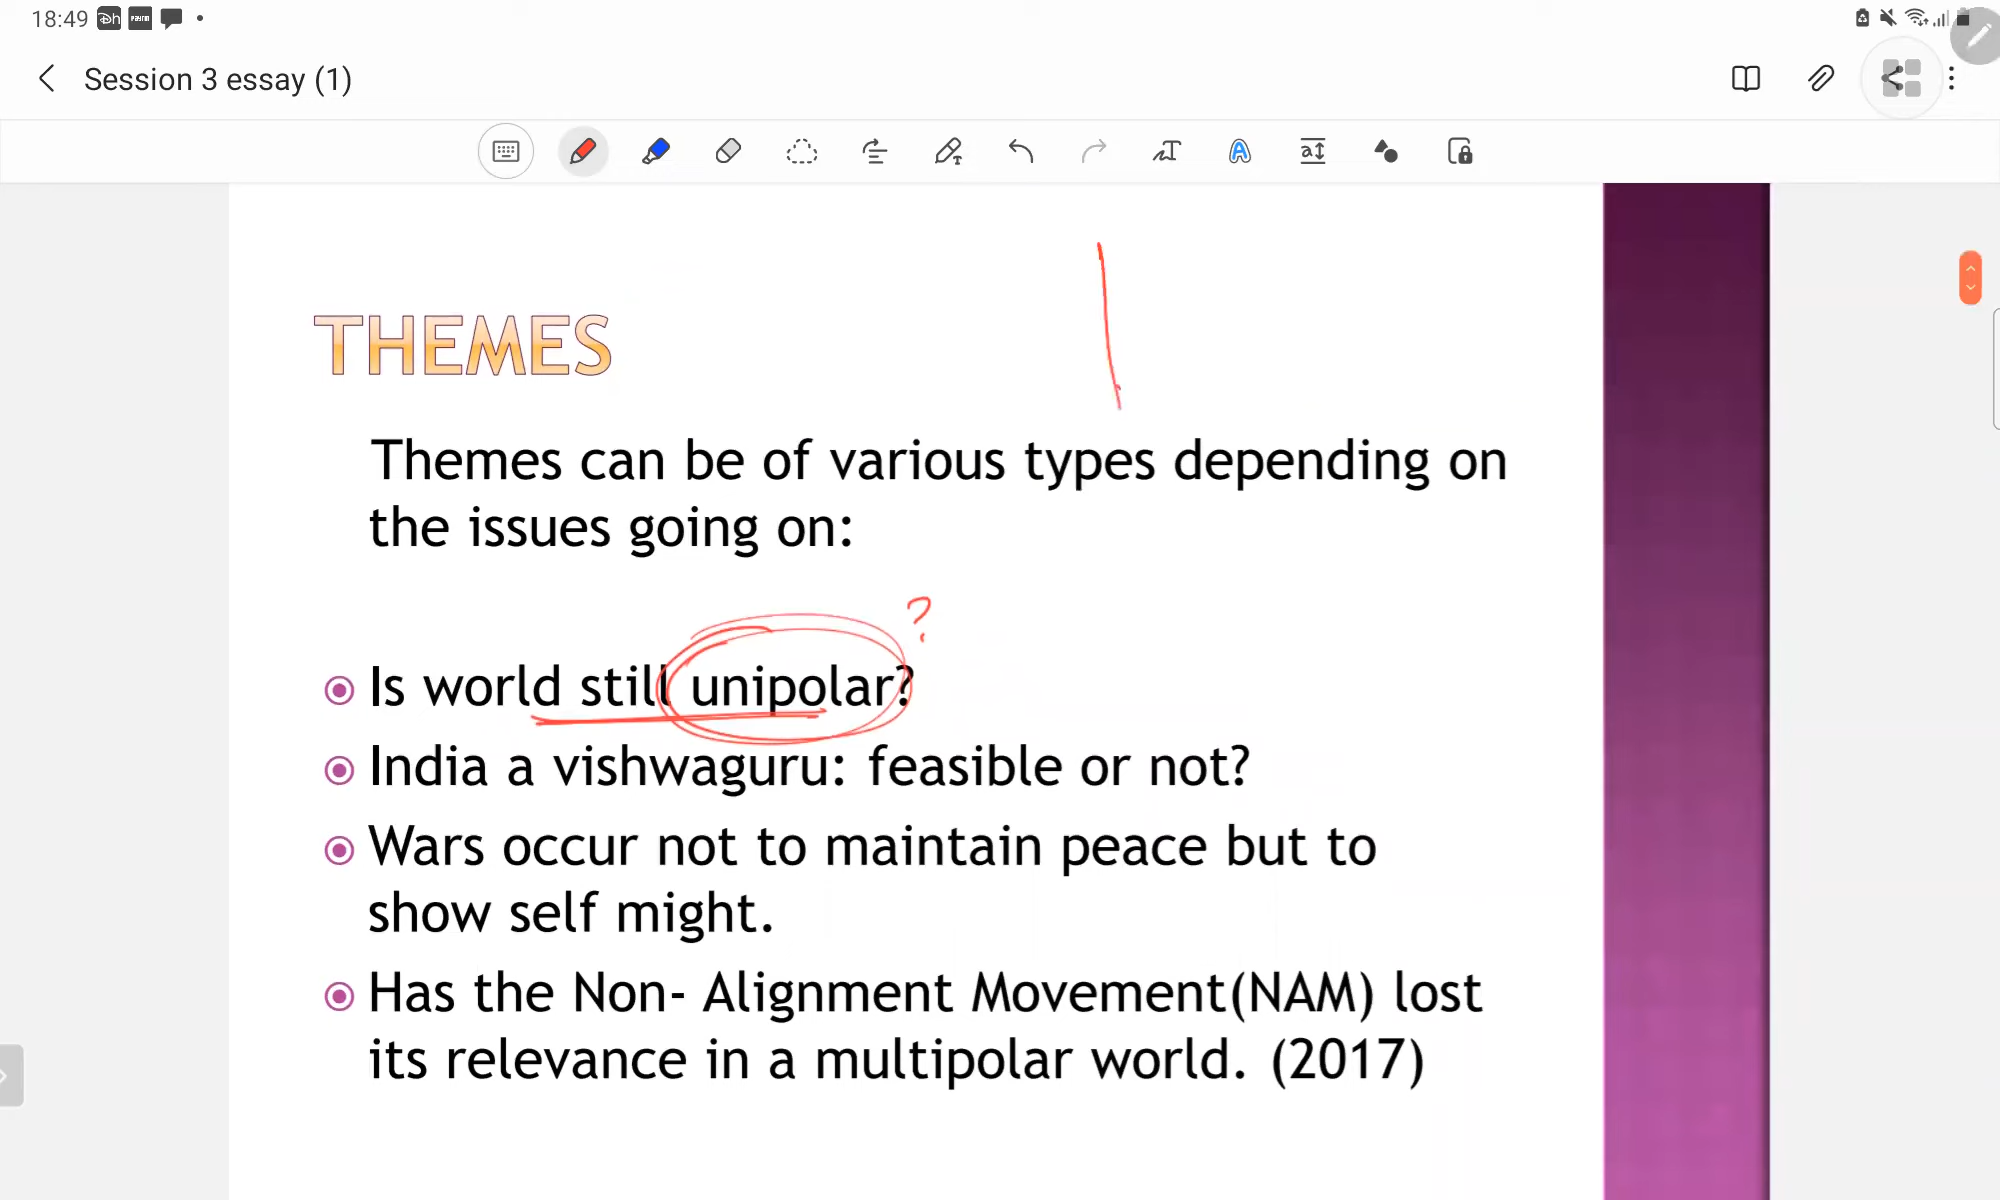 18:49
Session 3 essay (1)
THEMES
Themes can be of various types depending on
the issues going on:
?
Is world still unipolar?
India a vishwaguru: feasible or not?
Wars occur not to maintain peace but to
show self might.
Has the Non- Alignment Movement(NAM) lost
its relevance in a multipolar world. (2017)